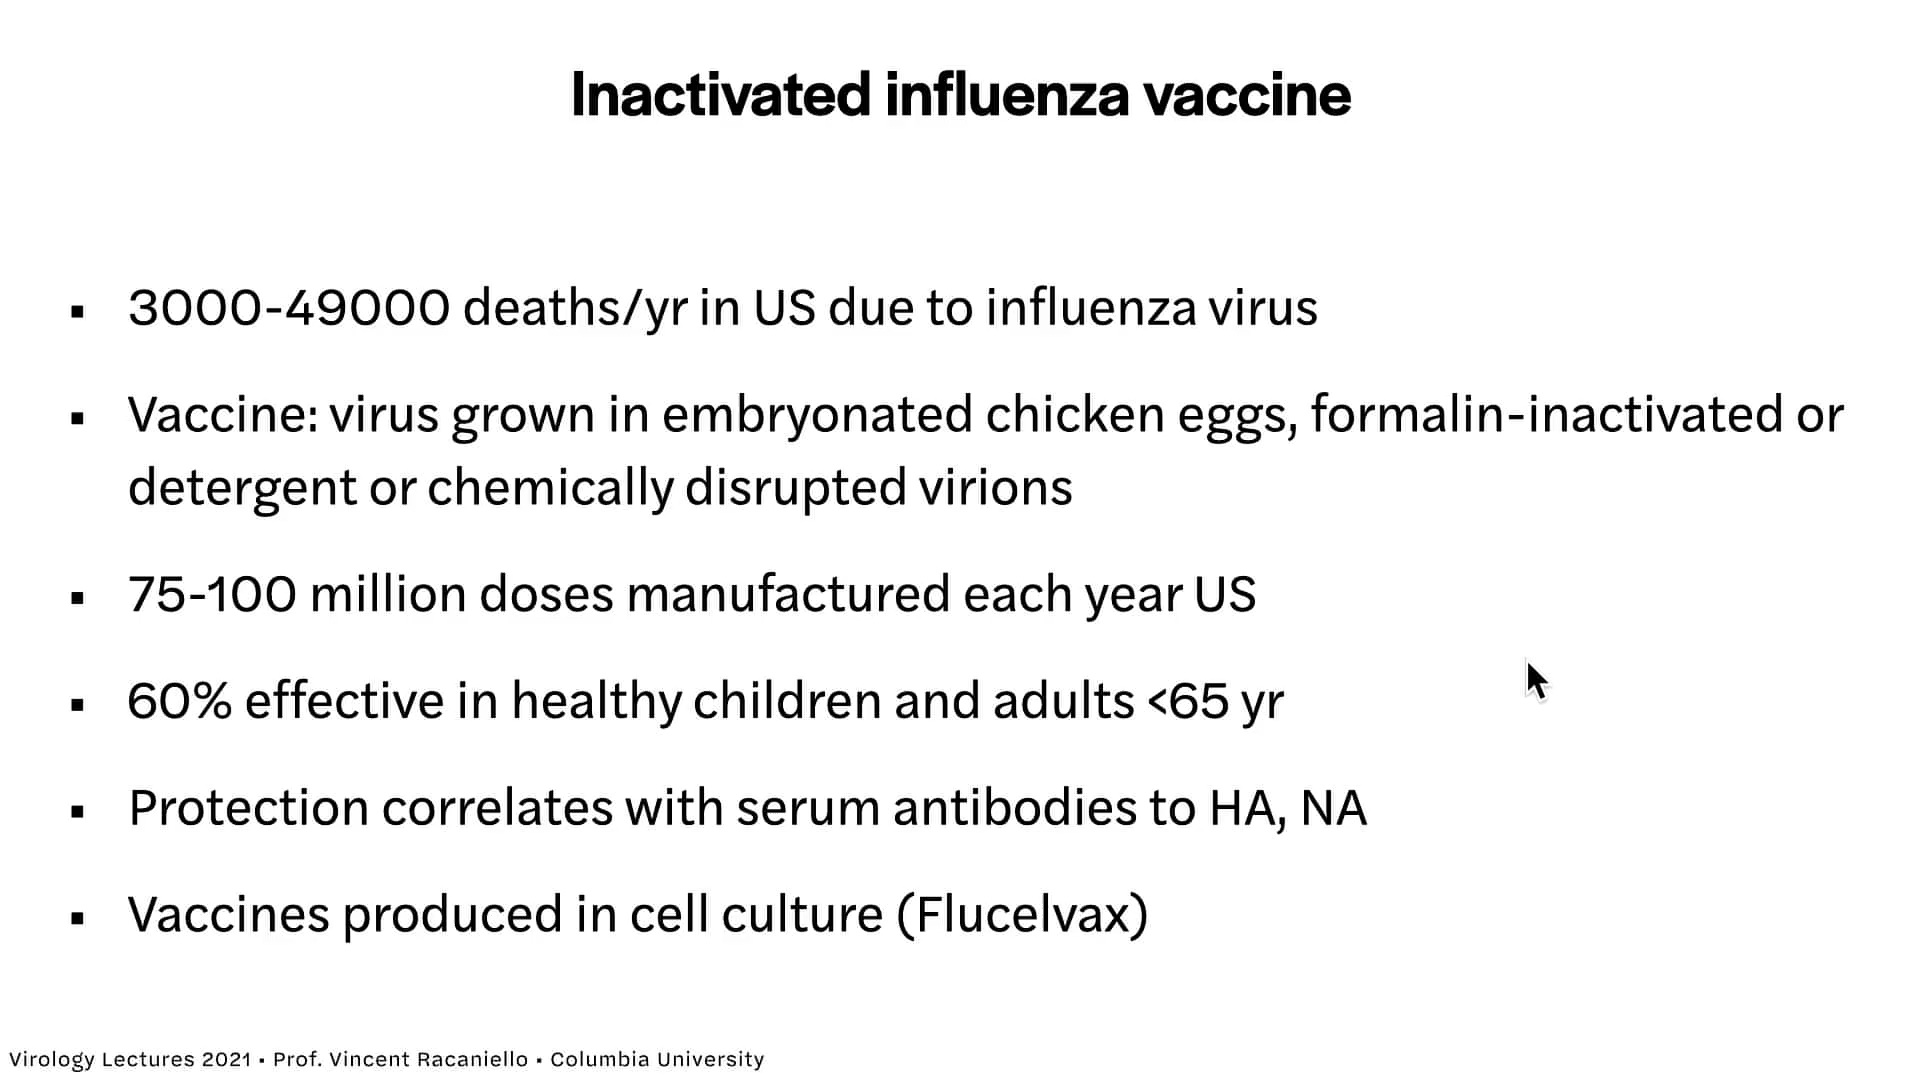 Inactivated influenza vaccine
▪ 3000-49000 deaths/yr in US due to influenza virus
▪ Vaccine: virus grown in embryonated chicken eggs, formalin-inactivated or
detergent or chemically disrupted virions
▪ 75-100 million doses manufactured each year US
▪ 60% effective in healthy children and adults <65 yr
▪ Protection correlates with serum antibodies to HA, NA
▪ Vaccines produced in cell culture (Flucelvax)
Virology Lectures 2021 • Prof. Vincent Racaniello • Columbia University